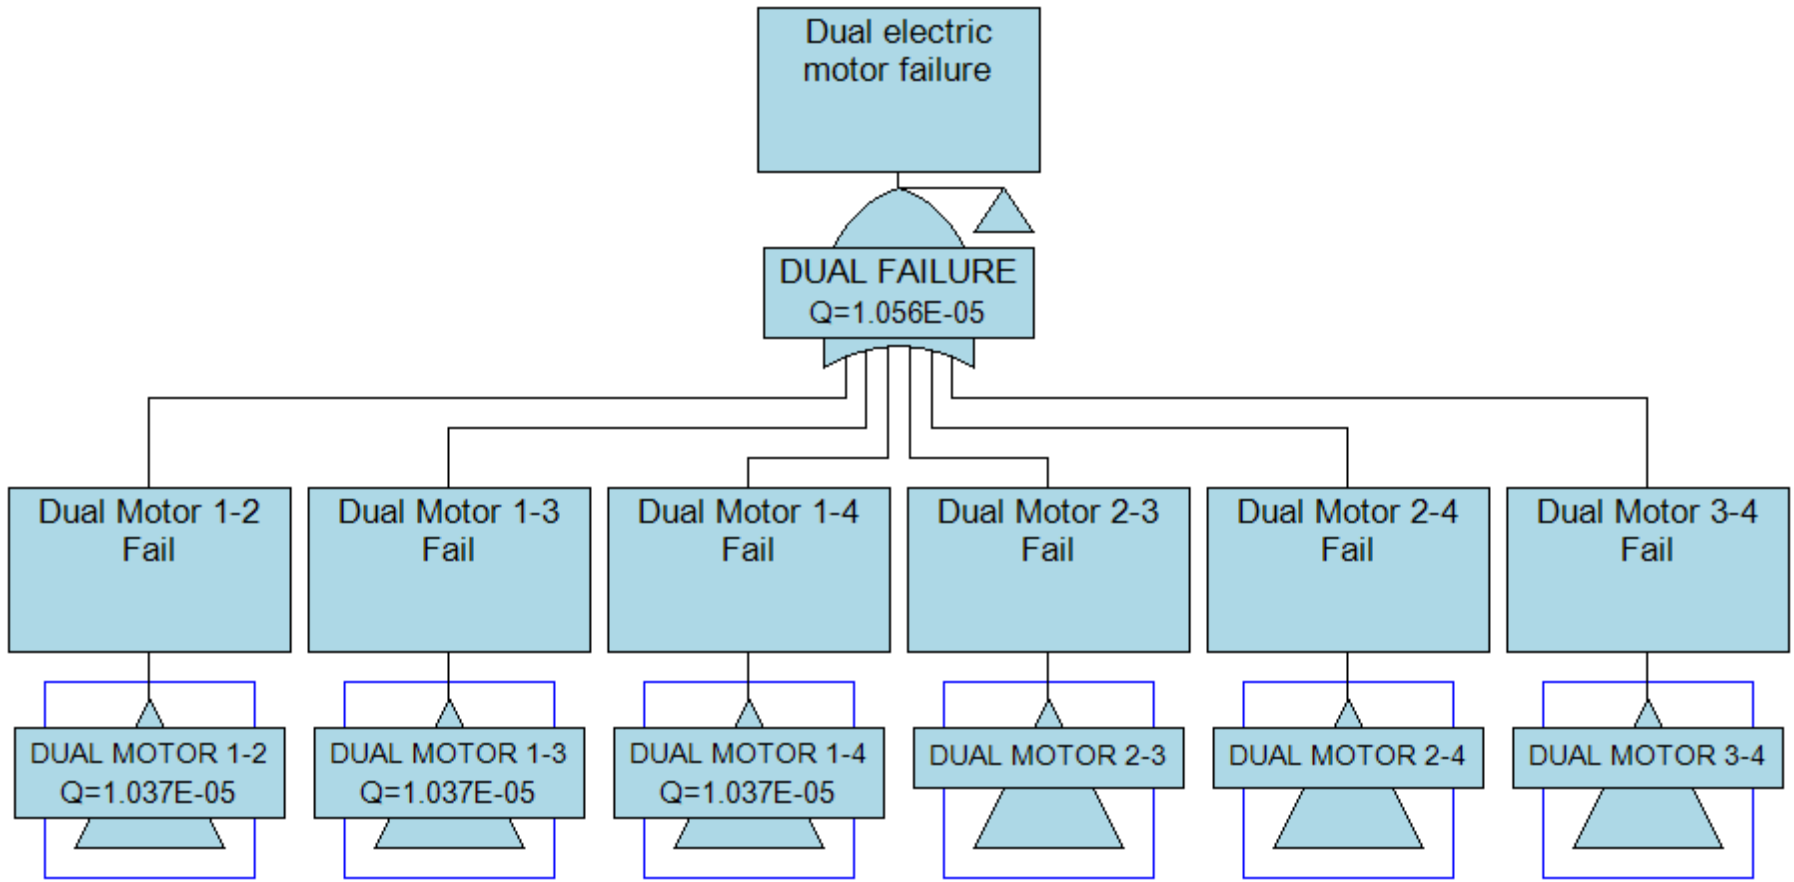 Dual electric
motor failure
DUAL FAILURE
Q=1.056E-05
Dual Motor 1-2
Fail
Dual Motor 1-3
Fail
Dual Motor 1-4
Fail
Dual Motor 2-3
Fail
Dual Motor 2-4
Fail
Dual Motor 3-4
Fail
DUAL MOTOR 1-2
Q=1.037E-05
DUAL MOTOR 1-3
Q=1.037E-05
DUAL MOTOR 1-4
Q=1.037E-05
DUAL MOTOR 2-3
DUAL MOTOR 2-4
DUAL MOTOR 3-4